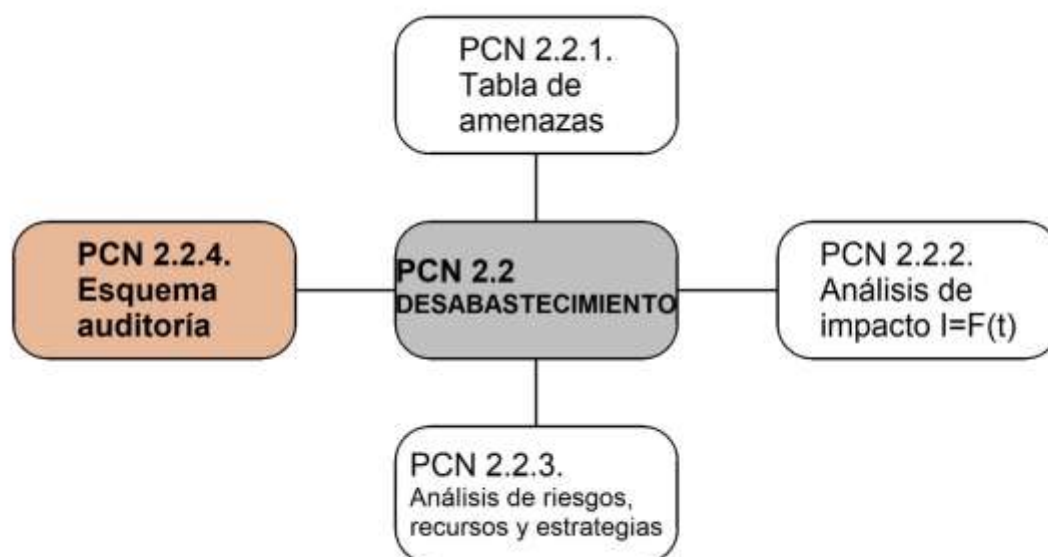 PCN 2.2.1.
Tabla de
amenazas
PCN 2.2.4.
Esquema
auditoría
PCN 2.2
DESABASTECIMIENTO
PCN 2.2.2.
Análisis de
impacto I=F(t)
PCN 2.2.3.
Análisis de riesgos,
recursos y estrategias